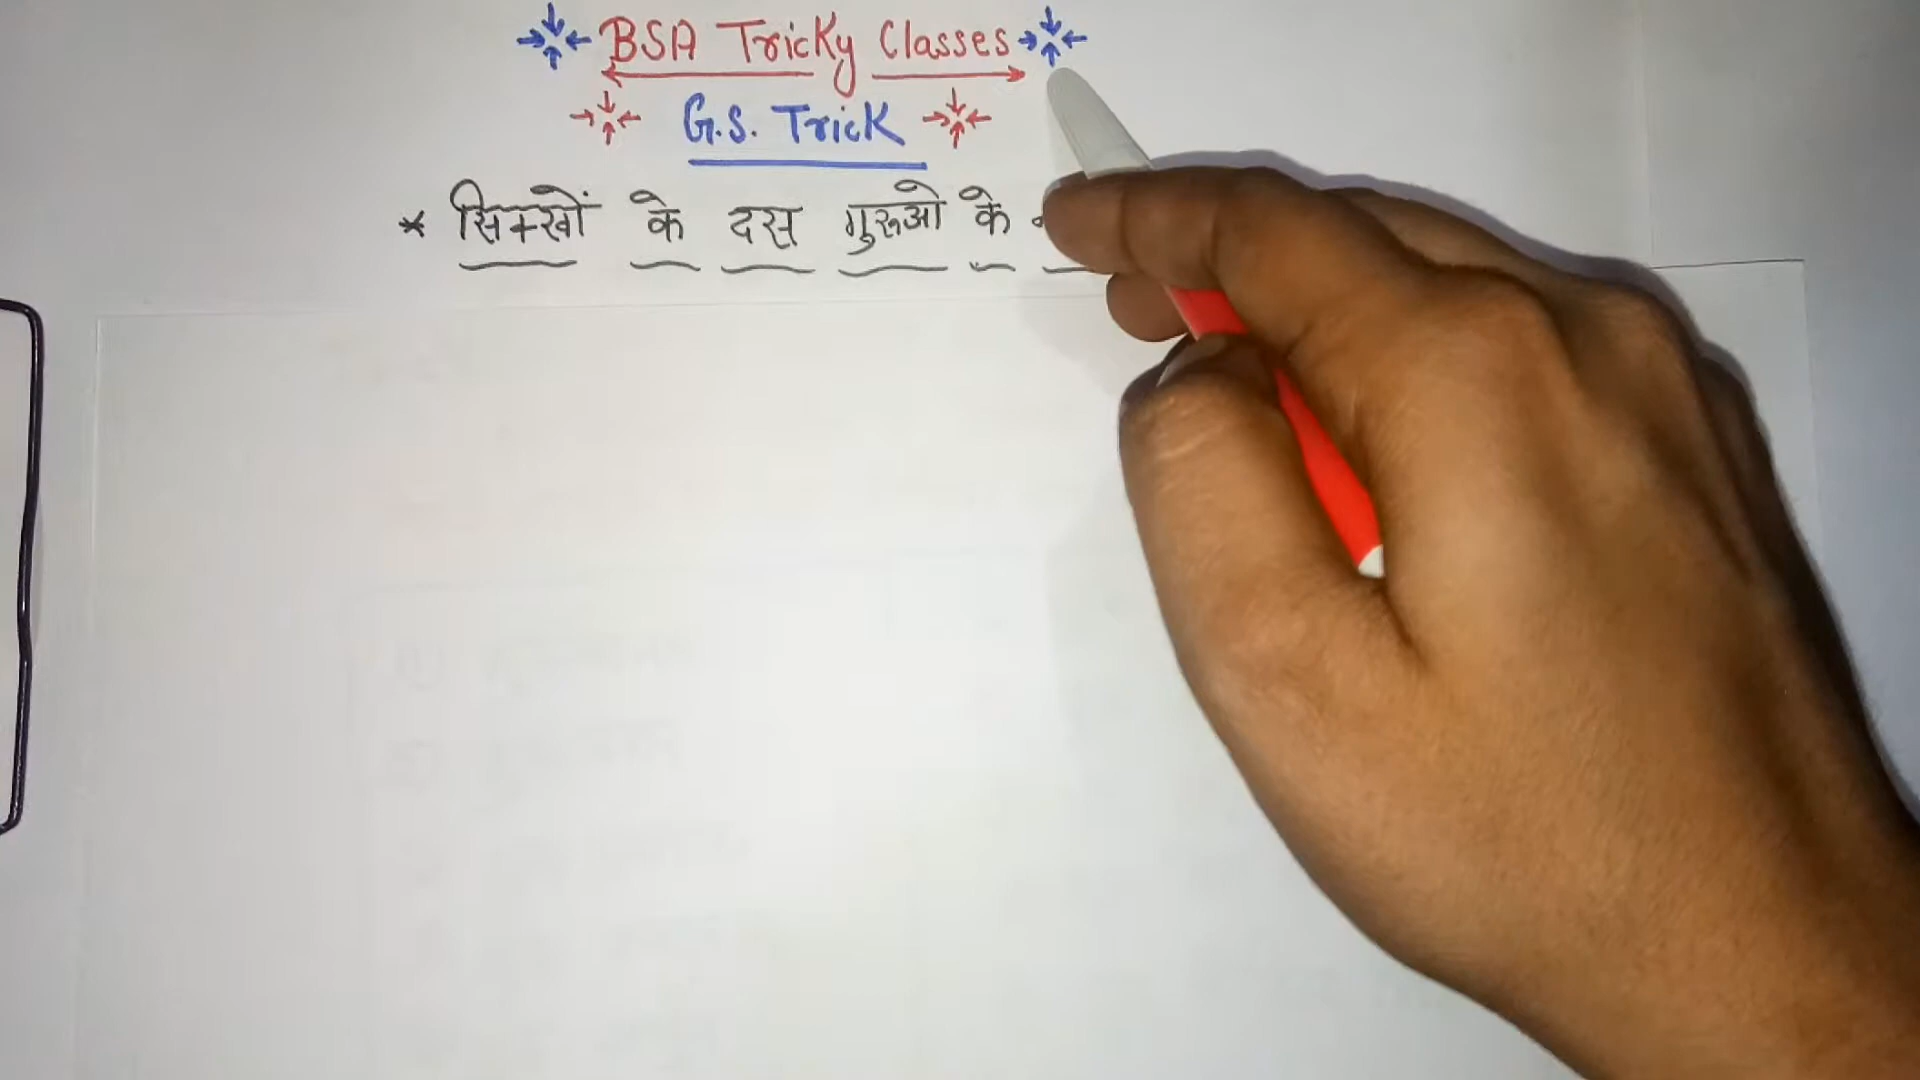 BSA Tricky Classes
G.S. Trick
* सिक्खों के दस गुरुओ के